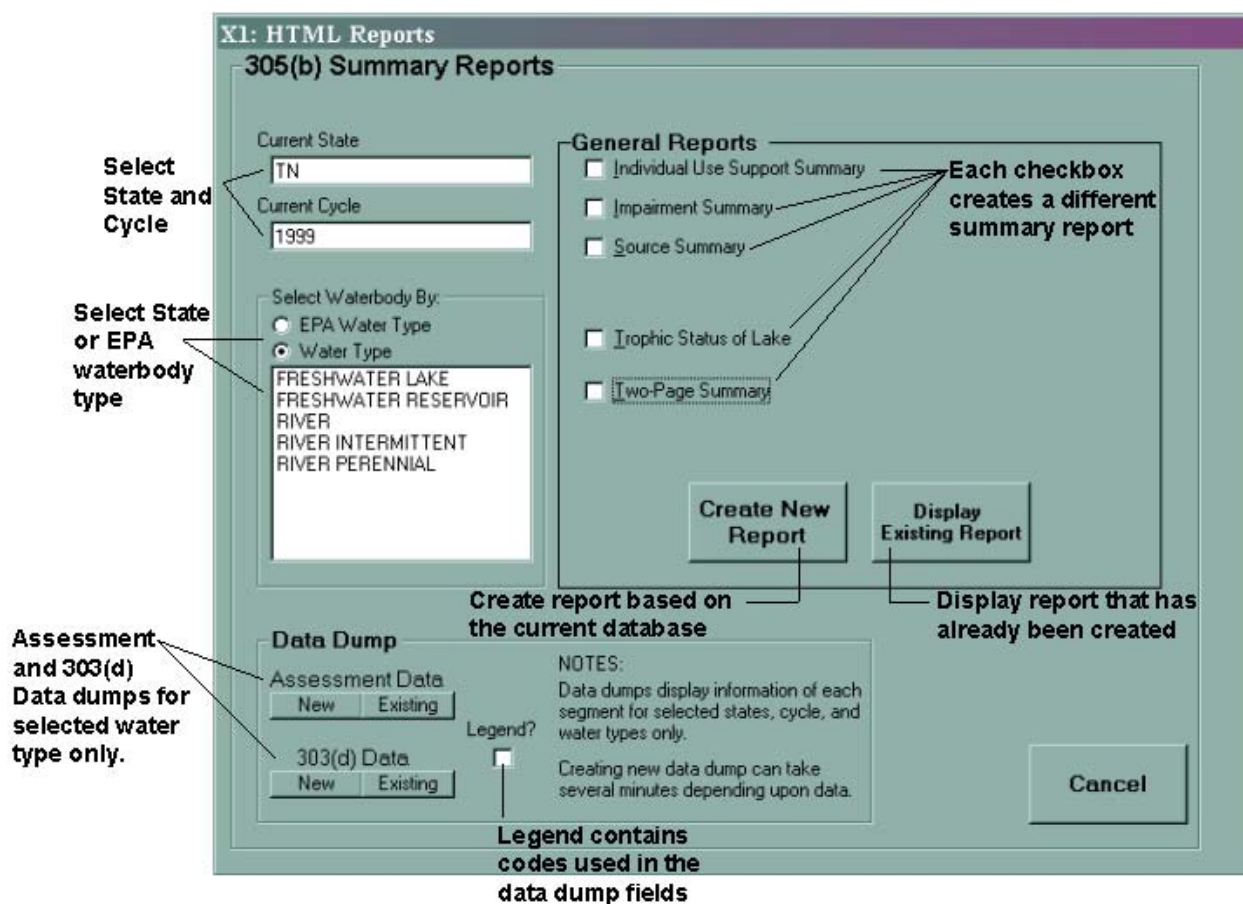 X1: HTML Reports
305(b) Summary Reports
Current State
TN
Current Cycle
1999
Select
State and
Cycle
Select Waterbody By:
EPA Water Type
Water Type
FRESHWATER LAKE
FRESHWATER RESERVOIR
RIVER
RIVER INTERMITTENT
RIVER PERENNIAL
Select State
or EPA
waterbody
type
General Reports
Individual Use Support Summary
Impairment Summary
Source Summary
Trophic Status of Lake
Two-Page Summary
Each checkbox
creates a different
summary report
Create New
Report
Display
Existing Report
Create report based on
the current database
Display report that has
already been created
Data Dump
Assessment Data
New
Existing
303(d) Data
New
Existing
Legend?
NOTES:
Data dumps display information of each
segment for selected states, cycle, and
water types only.
Creating new data dump can take
several minutes depending upon data.
Assessment
and 303(d)
Data dumps for
selected water
type only.
Legend contains
codes used in the
data dump fields
Cancel